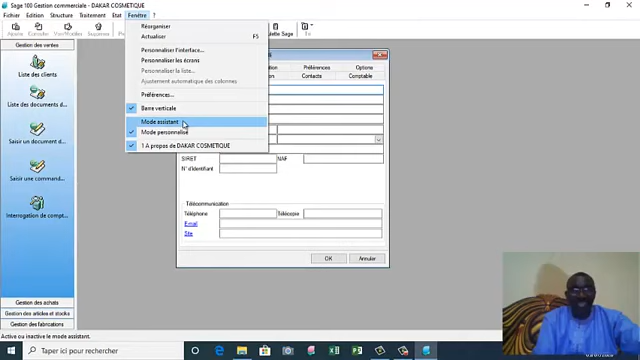 Sage 100 Gestion commerciale - DAKAR COSMETIQUE
Fichier Edition Structure Traitement Etat Fenêtre ?
Ajouter Consulter
Gestion des ventes
Liste des clients
Liste des documents d...
Saisir un document d...
Saisir une command...
Interrogation de compt...
Gestion des achats
Gestion des articles et stocks
Gestion des fabrications
Réorganiser
Actualiser F5
Personnaliser l'interface...
Personnaliser les écrans
Personnaliser la liste...
Ajustement automatique des colonnes
Préférences...
Barre verticale
Mode assistant
Mode personnalisé
1 A propos de DAKAR COSMETIQUE
Préférences Options
Contacts Comptable
SIRET NAF
N° d'identifiant
Télécommunication
Téléphone Télécopie
E-mail
Site
OK Annuler
Active ou inactive le mode assistant.
Taper ici pour rechercher